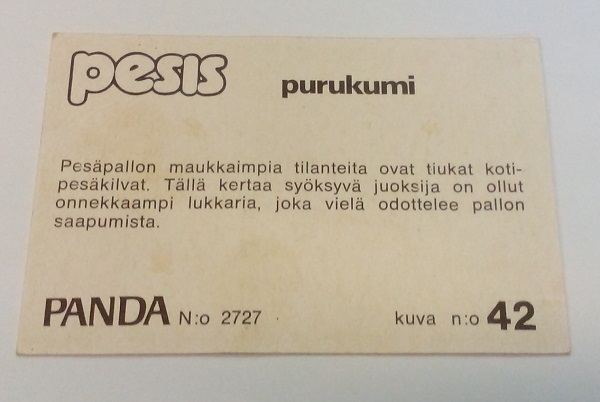 pesis
purukumi
Pesäpallon maukkaimpia tilanteita ovat tiukat koti-
pesäkilvat. Tällä kertaa syöksyvä juoksija on ollut
onnekkaampi lukkaria, joka vielä odottelee pallon
saapumista.
PANDA N:o 2727
kuva n:o 42